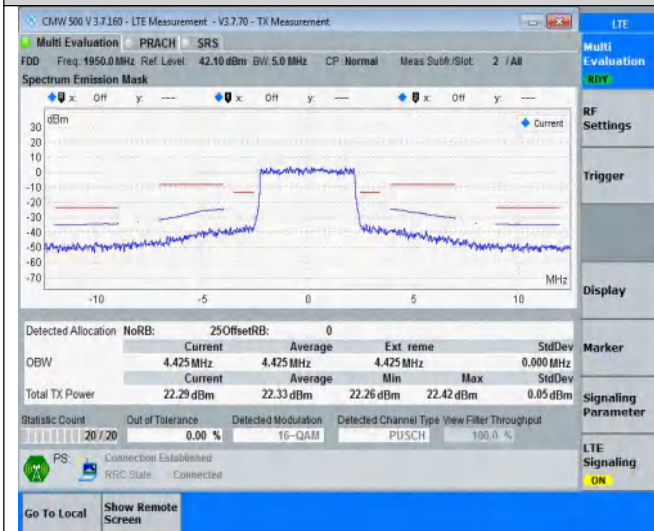 CMW 500 V 3.7.160 - LTE Measurement - V3.7.70 - TX Measurement
LTE
Multi Evaluation PRACH SRS
Multi Evaluation
RDY
FDD Freq: 1950.0 MHz Ref. Level: 42.10 dBm BW: 5.0 MHz CP: Normal Meas Subfr./Slot: 2 / All
Spectrum Emission Mask
x: Off y: --- x: Off y: --- x: Off y: ---
dBm
Current
RF Settings
30
20
10
0
-10
-20
-30
-40
-50
-60
-70
MHz
-10 -5 0 5 10
Trigger
Display
Detected Allocation NoRB: 25 OffsetRB: 0
Current Average Extreme StdDev
OBW 4.425 MHz 4.425 MHz 4.425 MHz 0.000 MHz
Current Average Min Max StdDev
Total TX Power 22.29 dBm 22.33 dBm 22.26 dBm 22.42 dBm 0.05 dBm
Marker
Signaling Parameter
Statistic Count Out of Tolerance Detected Modulation Detected Channel Type View Filter Throughput
20 / 20 0.00 % 16-QAM PUSCH 100.0 %
PS: Connection Established
RRC State: Connected
LTE Signaling
ON
Go To Local Show Remote Screen